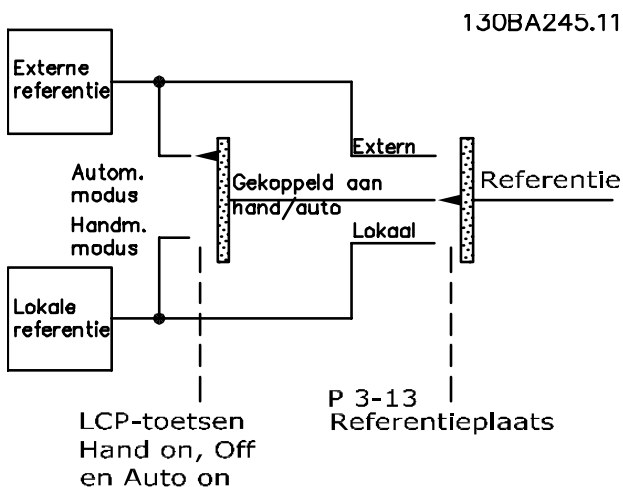 130BA245.11
Externe
referentie
Autom.
modus
Handm.
modus
Lokale
referentie
Gekoppeld aan
hand/auto
Extern
Lokaal
Referentie
LCP-toetsen
Hand on, Off
en Auto on
P 3-13
Referentieplaats